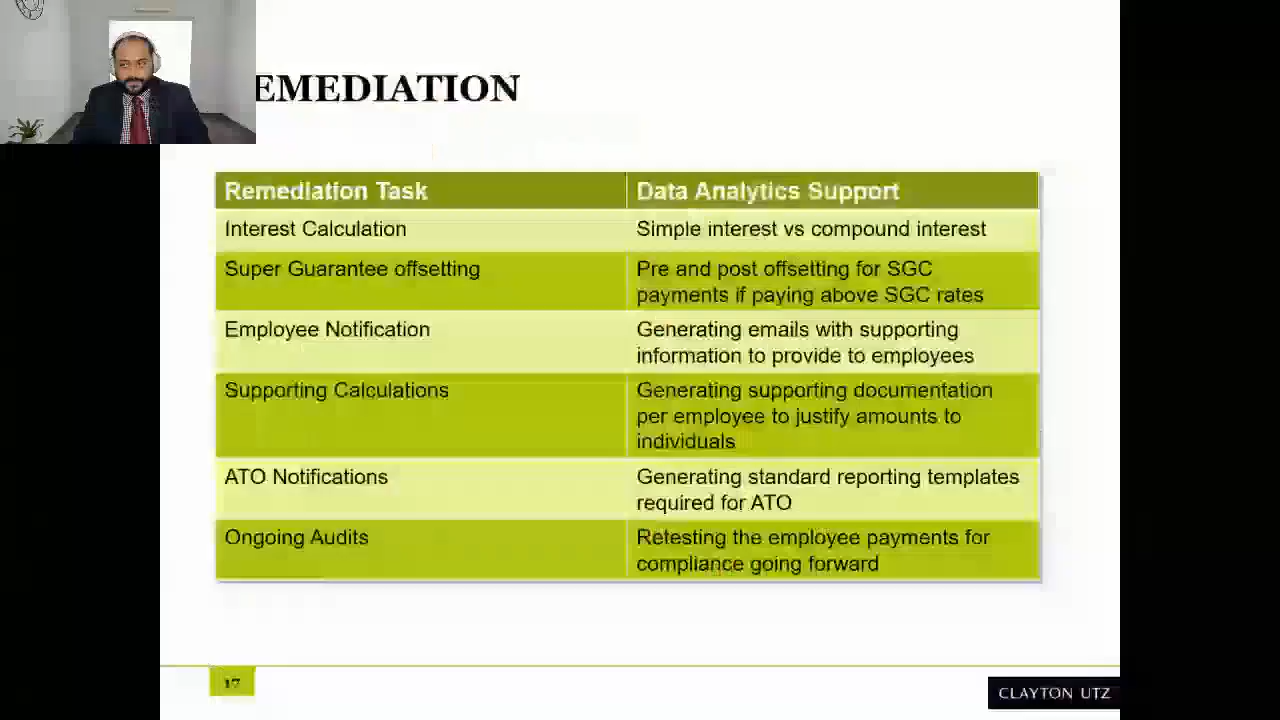 EMEDIATION
Remediation Task Data Analytics Support
Interest Calculation Simple interest vs compound interest
Super Guarantee offsetting Pre and post offsetting for SGC
payments if paying above SGC rates
Employee Notification Generating emails with supporting
information to provide to employees
Supporting Calculations Generating supporting documentation
per employee to justify amounts to
individuals
ATO Notifications Generating standard reporting templates
required for ATO
Ongoing Audits Retesting the employee payments for
compliance going forward
17
CLAYTON UTZ